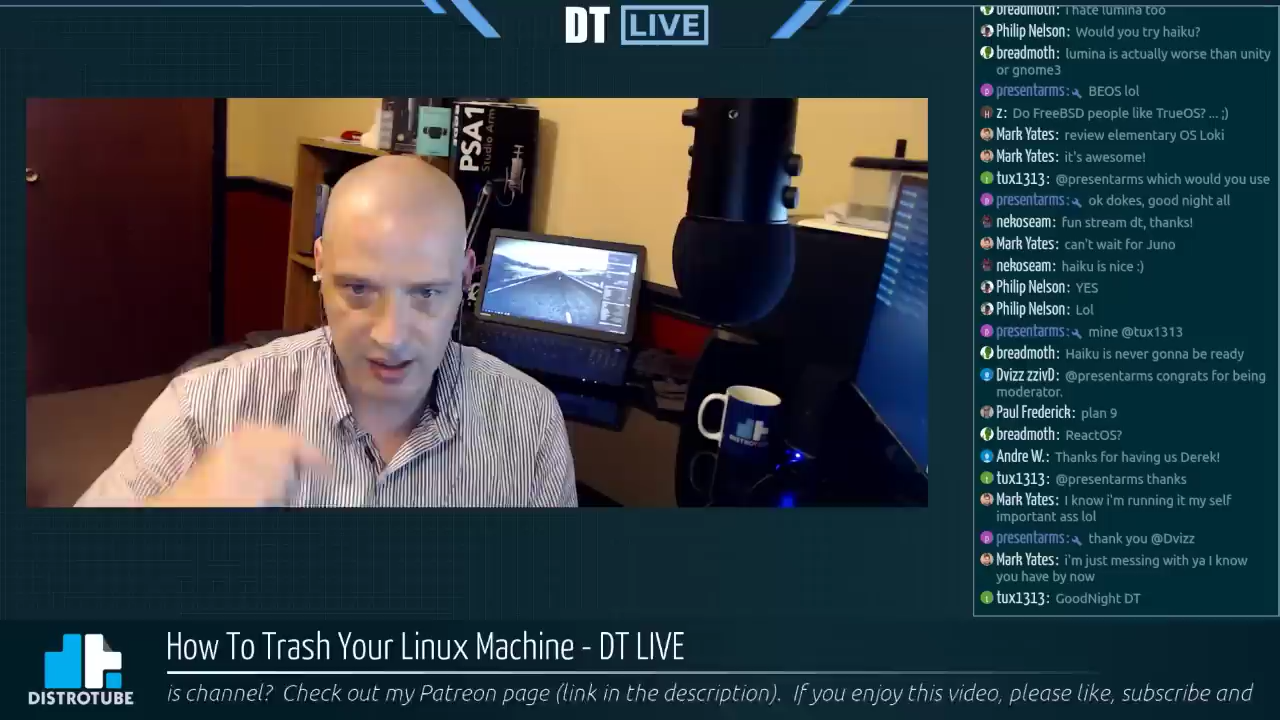 DT LIVE
breadmoth: i hate lumina too
Philip Nelson: Would you try haiku?
breadmoth: lumina is actually worse than unity
or gnome3
presentarms: BEOS lol
z: Do FreeBSD people like TrueOS? ... ;)
Mark Yates: review elementary OS Loki
Mark Yates: it's awesome!
tux1313: @presentarms which would you use
presentarms: ok dokes, good night all
nekoseam: fun stream dt, thanks!
Mark Yates: can't wait for Juno
nekoseam: haiku is nice :)
Philip Nelson: YES
Philip Nelson: Lol
presentarms: mine @tux1313
breadmoth: Haiku is never gonna be ready
Dvizz zzivD: @presentarms congrats for being
moderator.
Paul Frederick: plan 9
breadmoth: ReactOS?
Andre W.: Thanks for having us Derek!
tux1313: @presentarms thanks
Mark Yates: I know i'm running it my self
important ass lol
presentarms: thank you @Dvizz
Mark Yates: i'm just messing with ya I know
you have by now
tux1313: GoodNight DT
PSA1
Studio Arm
DISTROTUBE
How To Trash Your Linux Machine - DT LIVE
is channel? Check out my Patreon page (link in the description). If you enjoy this video, please like, subscribe and
DISTROTUBE